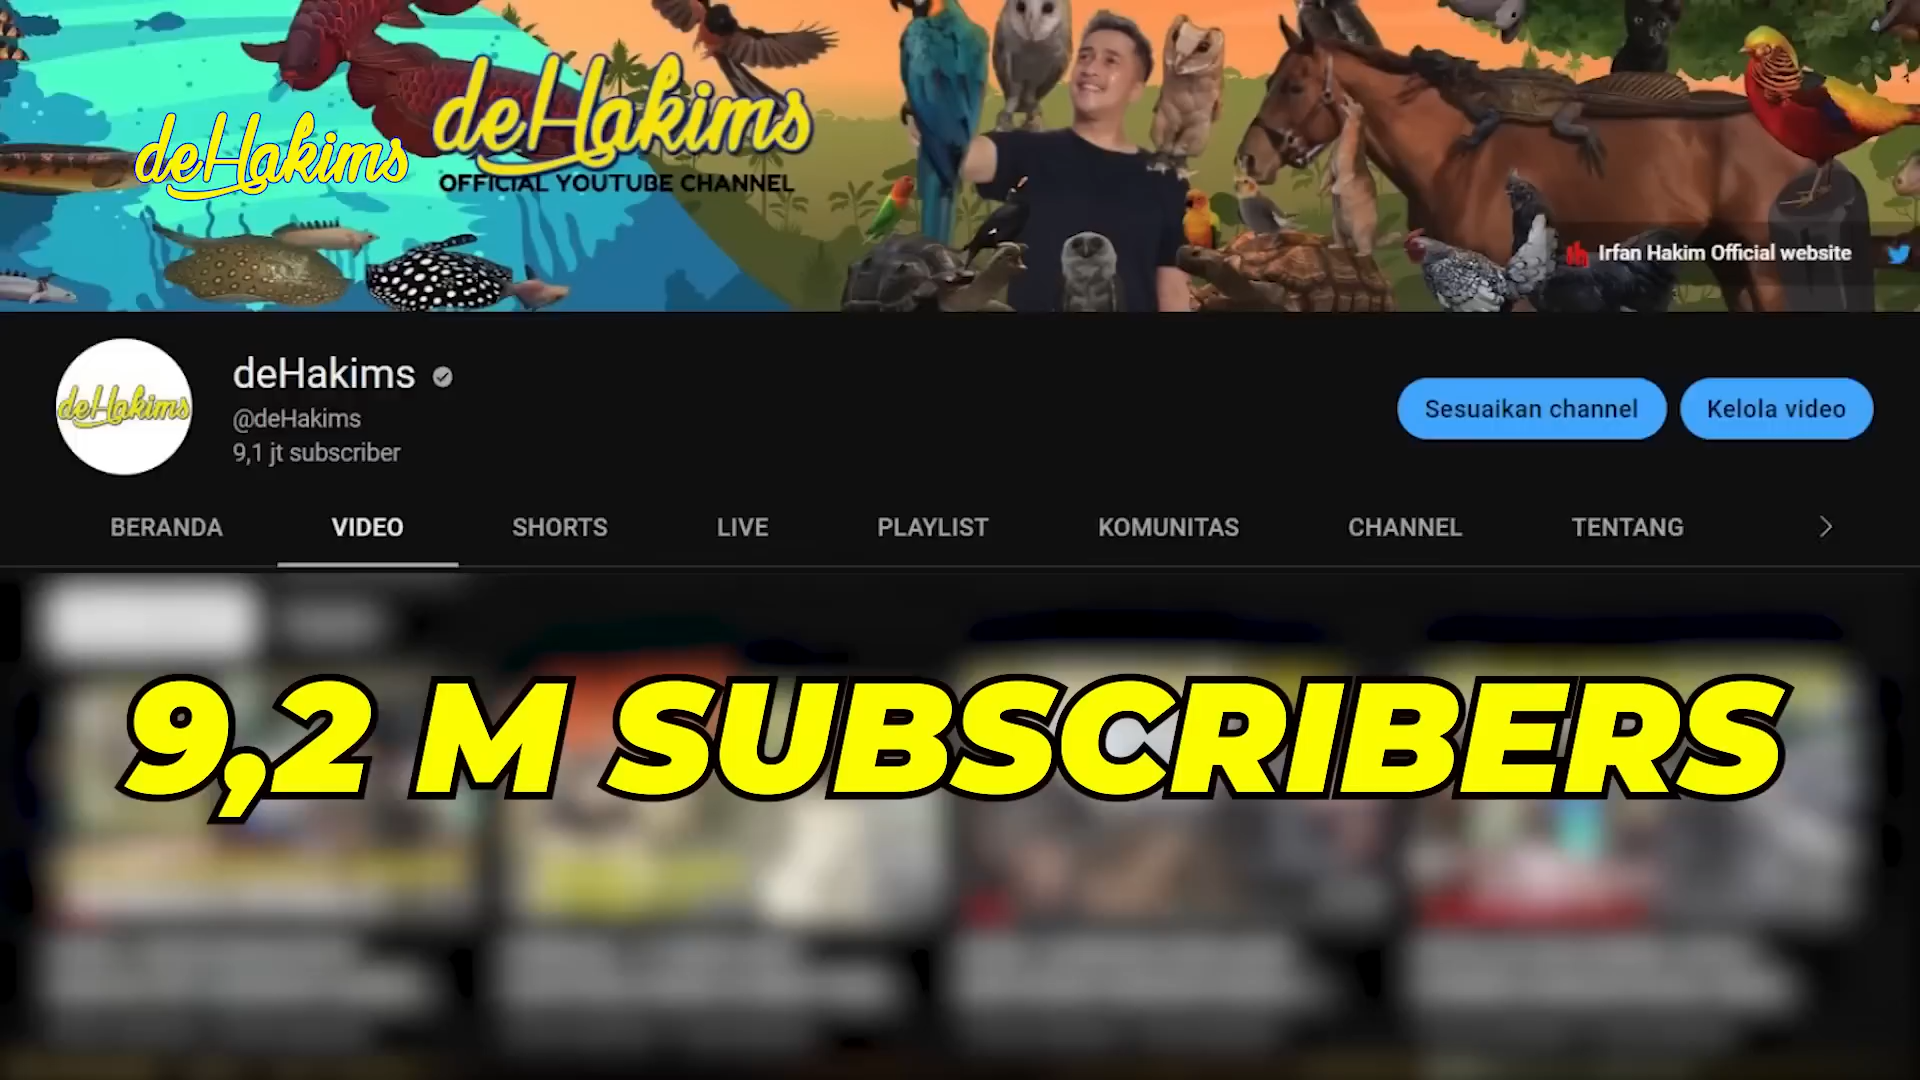 deHakims
deHakims
OFFICIAL YOUTUBE CHANNEL
Irfan Hakim Official website
deHakims
deHakims
@deHakims
9,1 jt subscriber
Sesuaikan channel
Kelola video
BERANDA VIDEO SHORTS LIVE PLAYLIST KOMUNITAS CHANNEL TENTANG
9,2 M SUBSCRIBERS